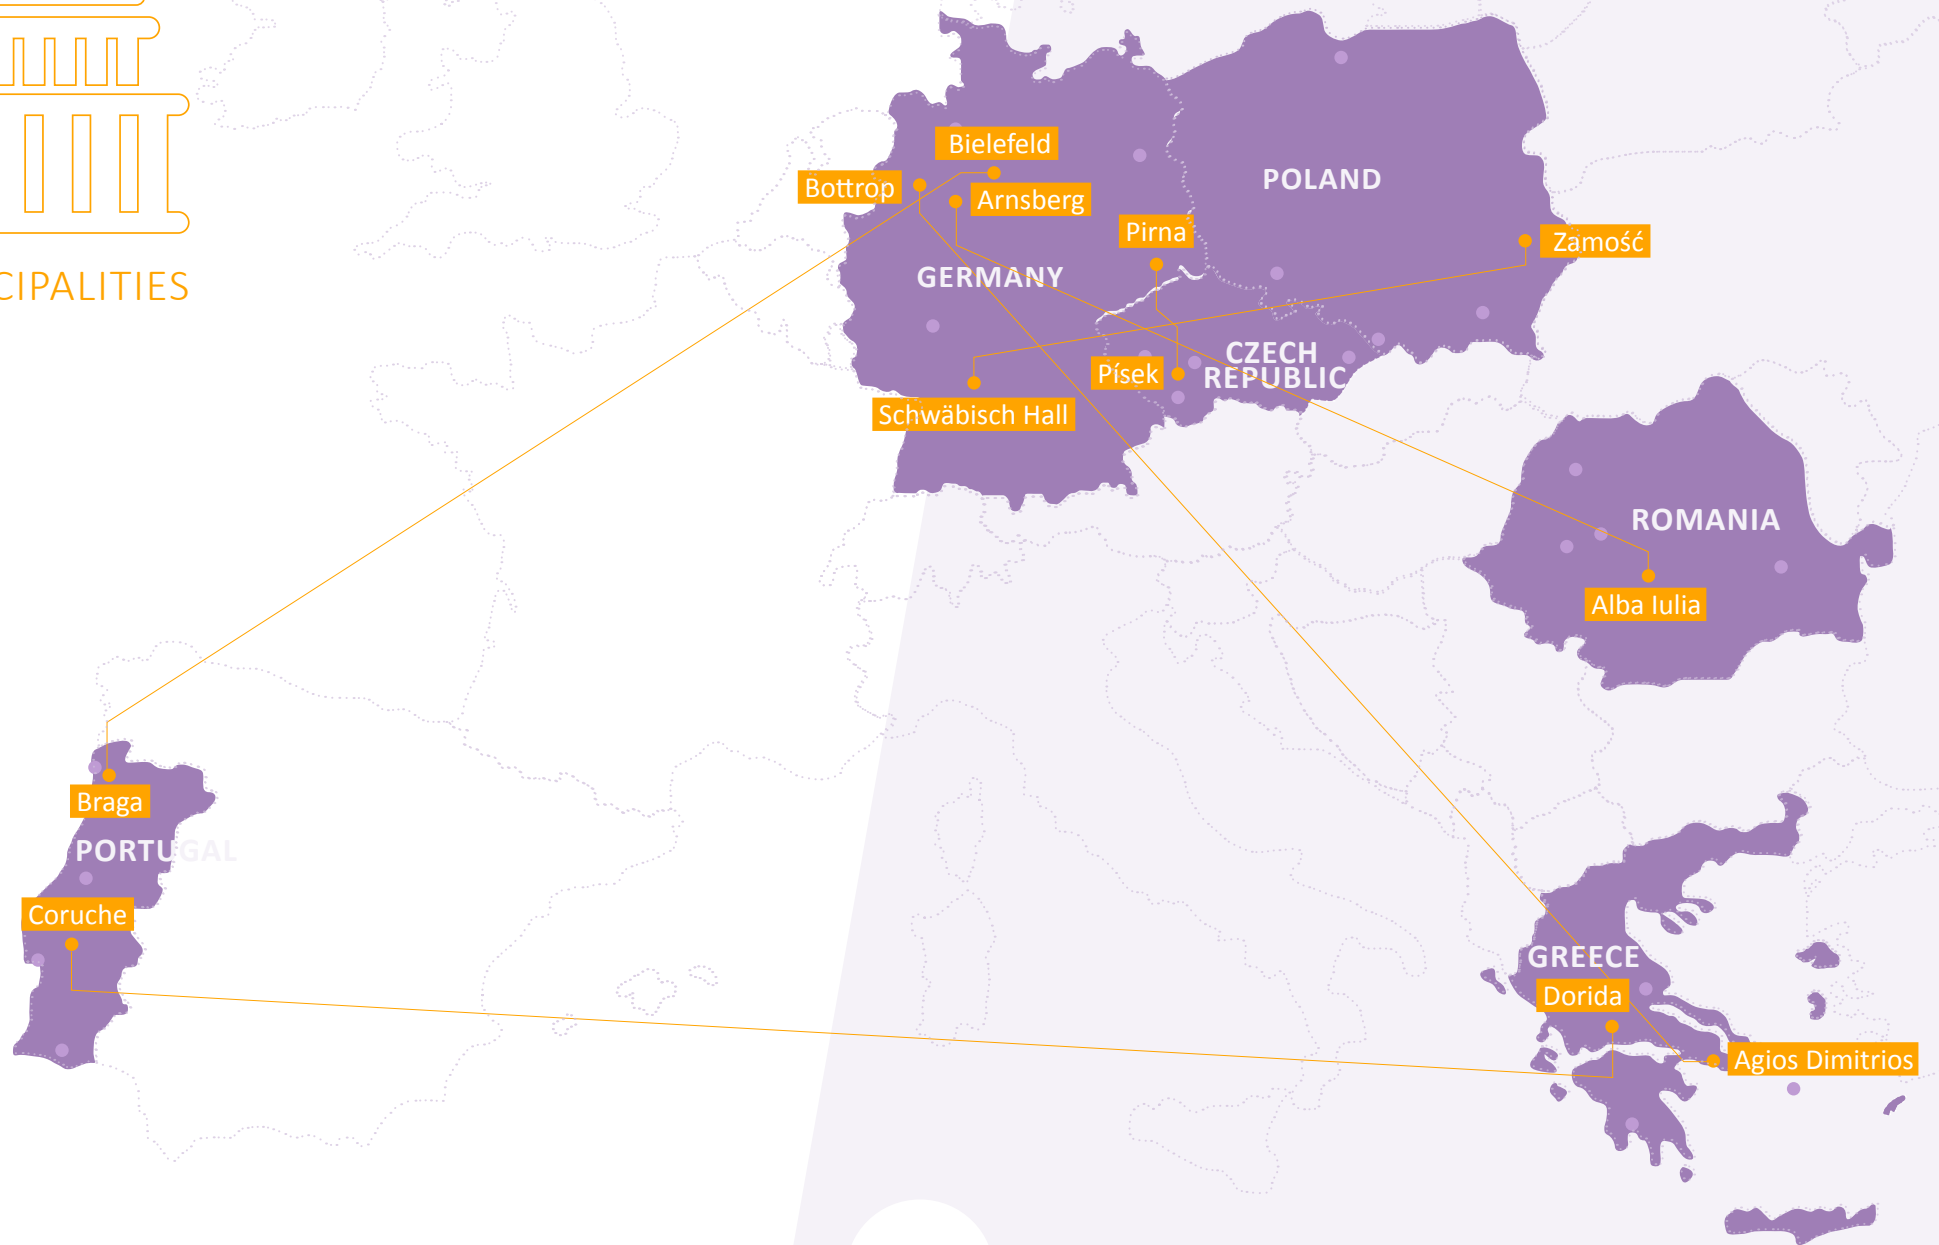 CIPALITIES
Bielefeld
Bottrop
Arnsberg
POLAND
Pirna
Zamość
GERMANY
CZECH
REPUBLIC
Písek
Schwäbisch Hall
ROMANIA
Alba Iulia
Braga
PORTUGAL
Coruche
GREECE
Dorida
Agios Dimitrios